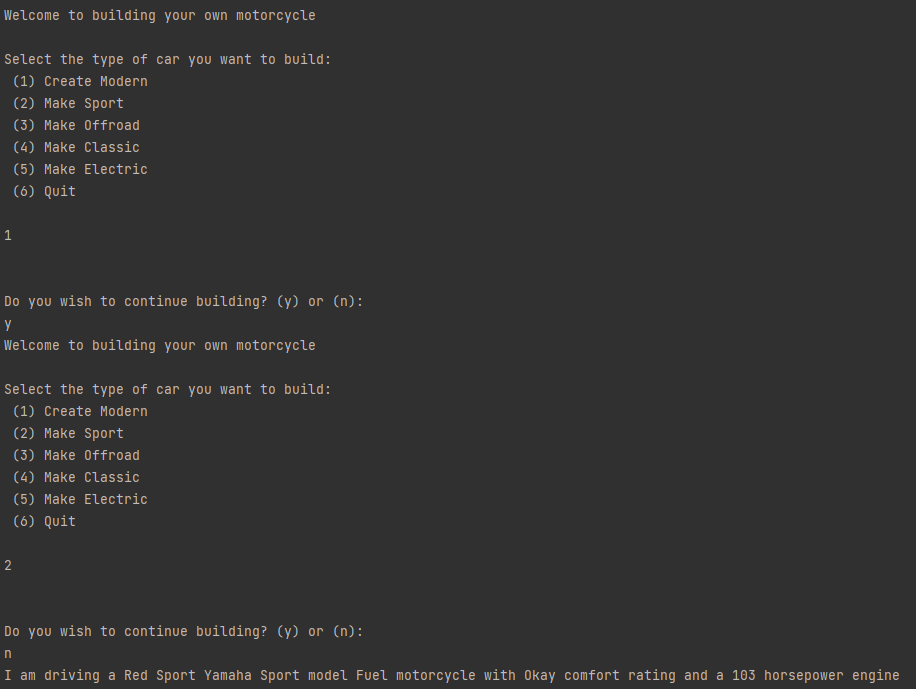 Welcome to building your own motorcycle
Select the type of car you want to build:
(1) Create Modern
(2) Make Sport
(3) Make Offroad
(4) Make Classic
(5) Make Electric
(6) Quit
1
Do you wish to continue building? (y) or (n):
y
Welcome to building your own motorcycle
Select the type of car you want to build:
(1) Create Modern
(2) Make Sport
(3) Make Offroad
(4) Make Classic
(5) Make Electric
(6) Quit
2
Do you wish to continue building? (y) or (n):
n
I am driving a Red Sport Yamaha Sport model Fuel motorcycle with Okay comfort rating and a 103 horsepower engine